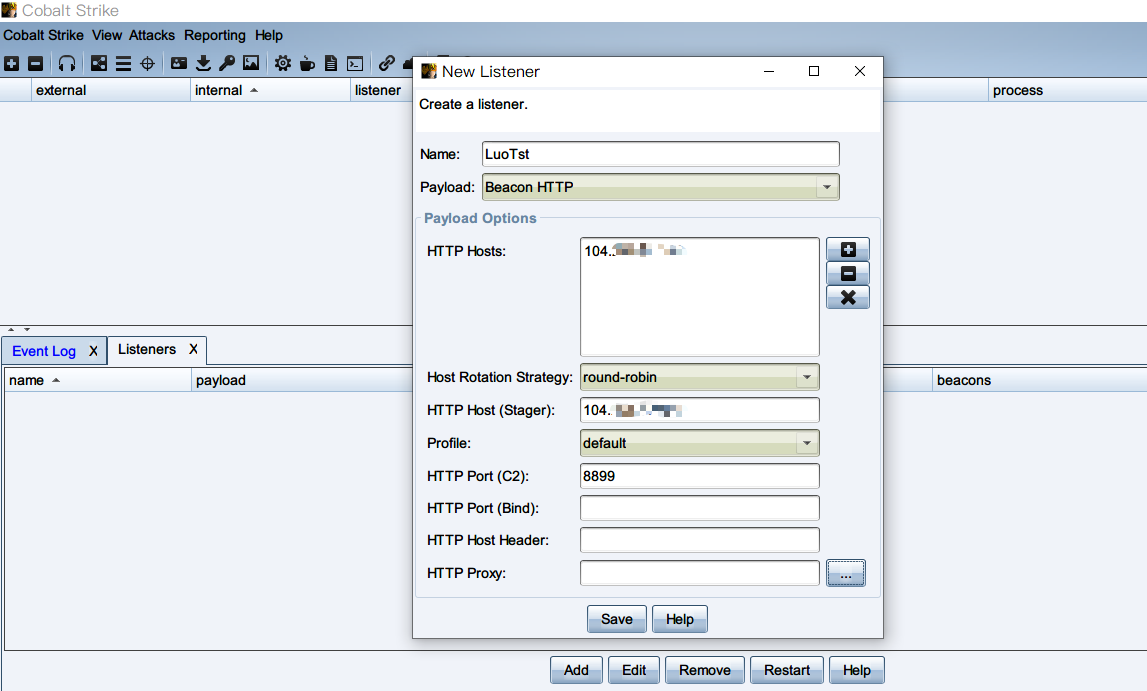 Cobalt Strike
Cobalt Strike View Attacks Reporting Help
external internal listener process
New Listener
Create a listener.
Name: LuoTst
Payload: Beacon HTTP
Payload Options
HTTP Hosts: 104.
Host Rotation Strategy: round-robin
HTTP Host (Stager): 104.
Profile: default
HTTP Port (C2): 8899
HTTP Port (Bind):
HTTP Host Header:
HTTP Proxy: ...
Save Help
Event Log X Listeners X
name payload beacons
Add Edit Remove Restart Help